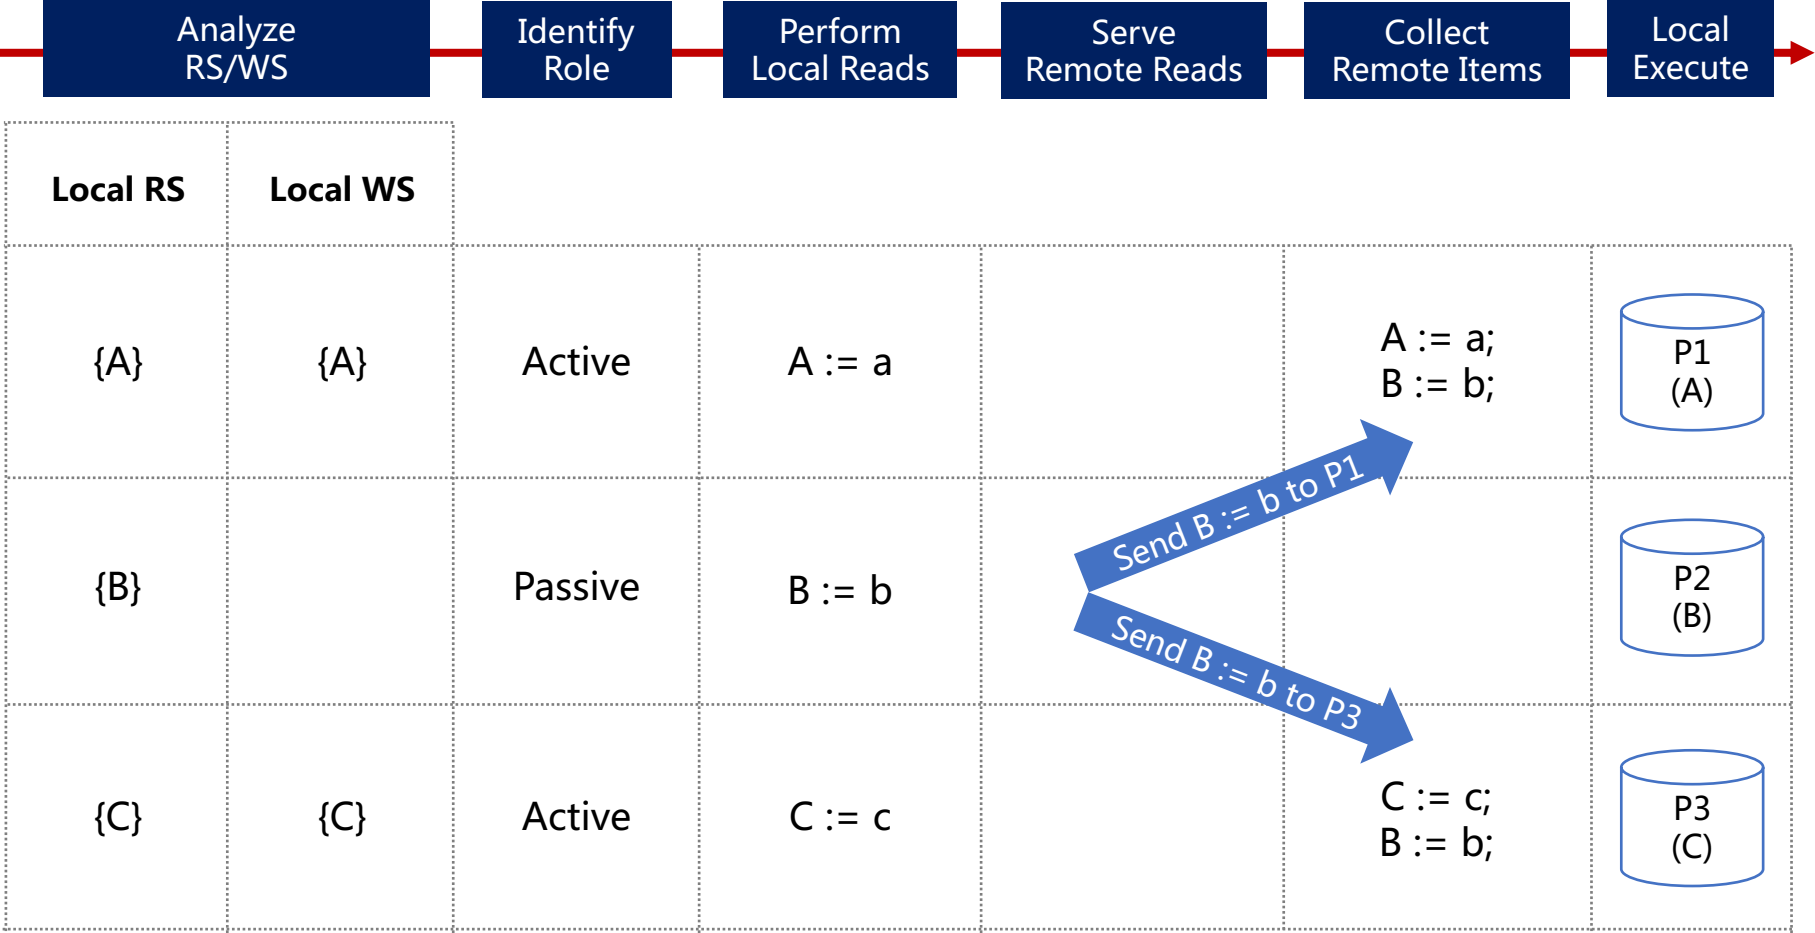 Analyze
RS/WS
Identify
Role
Perform
Local Reads
Serve
Remote Reads
Collect
Remote Items
Local
Execute
Local RS
Local WS
{A}
{A}
Active
A := a
A := a;
B := b;
P1
(A)
Send B := b to P1
{B}
Passive
B := b
P2
(B)
Send B := b to P3
{C}
{C}
Active
C := c
C := c;
B := b;
P3
(C)